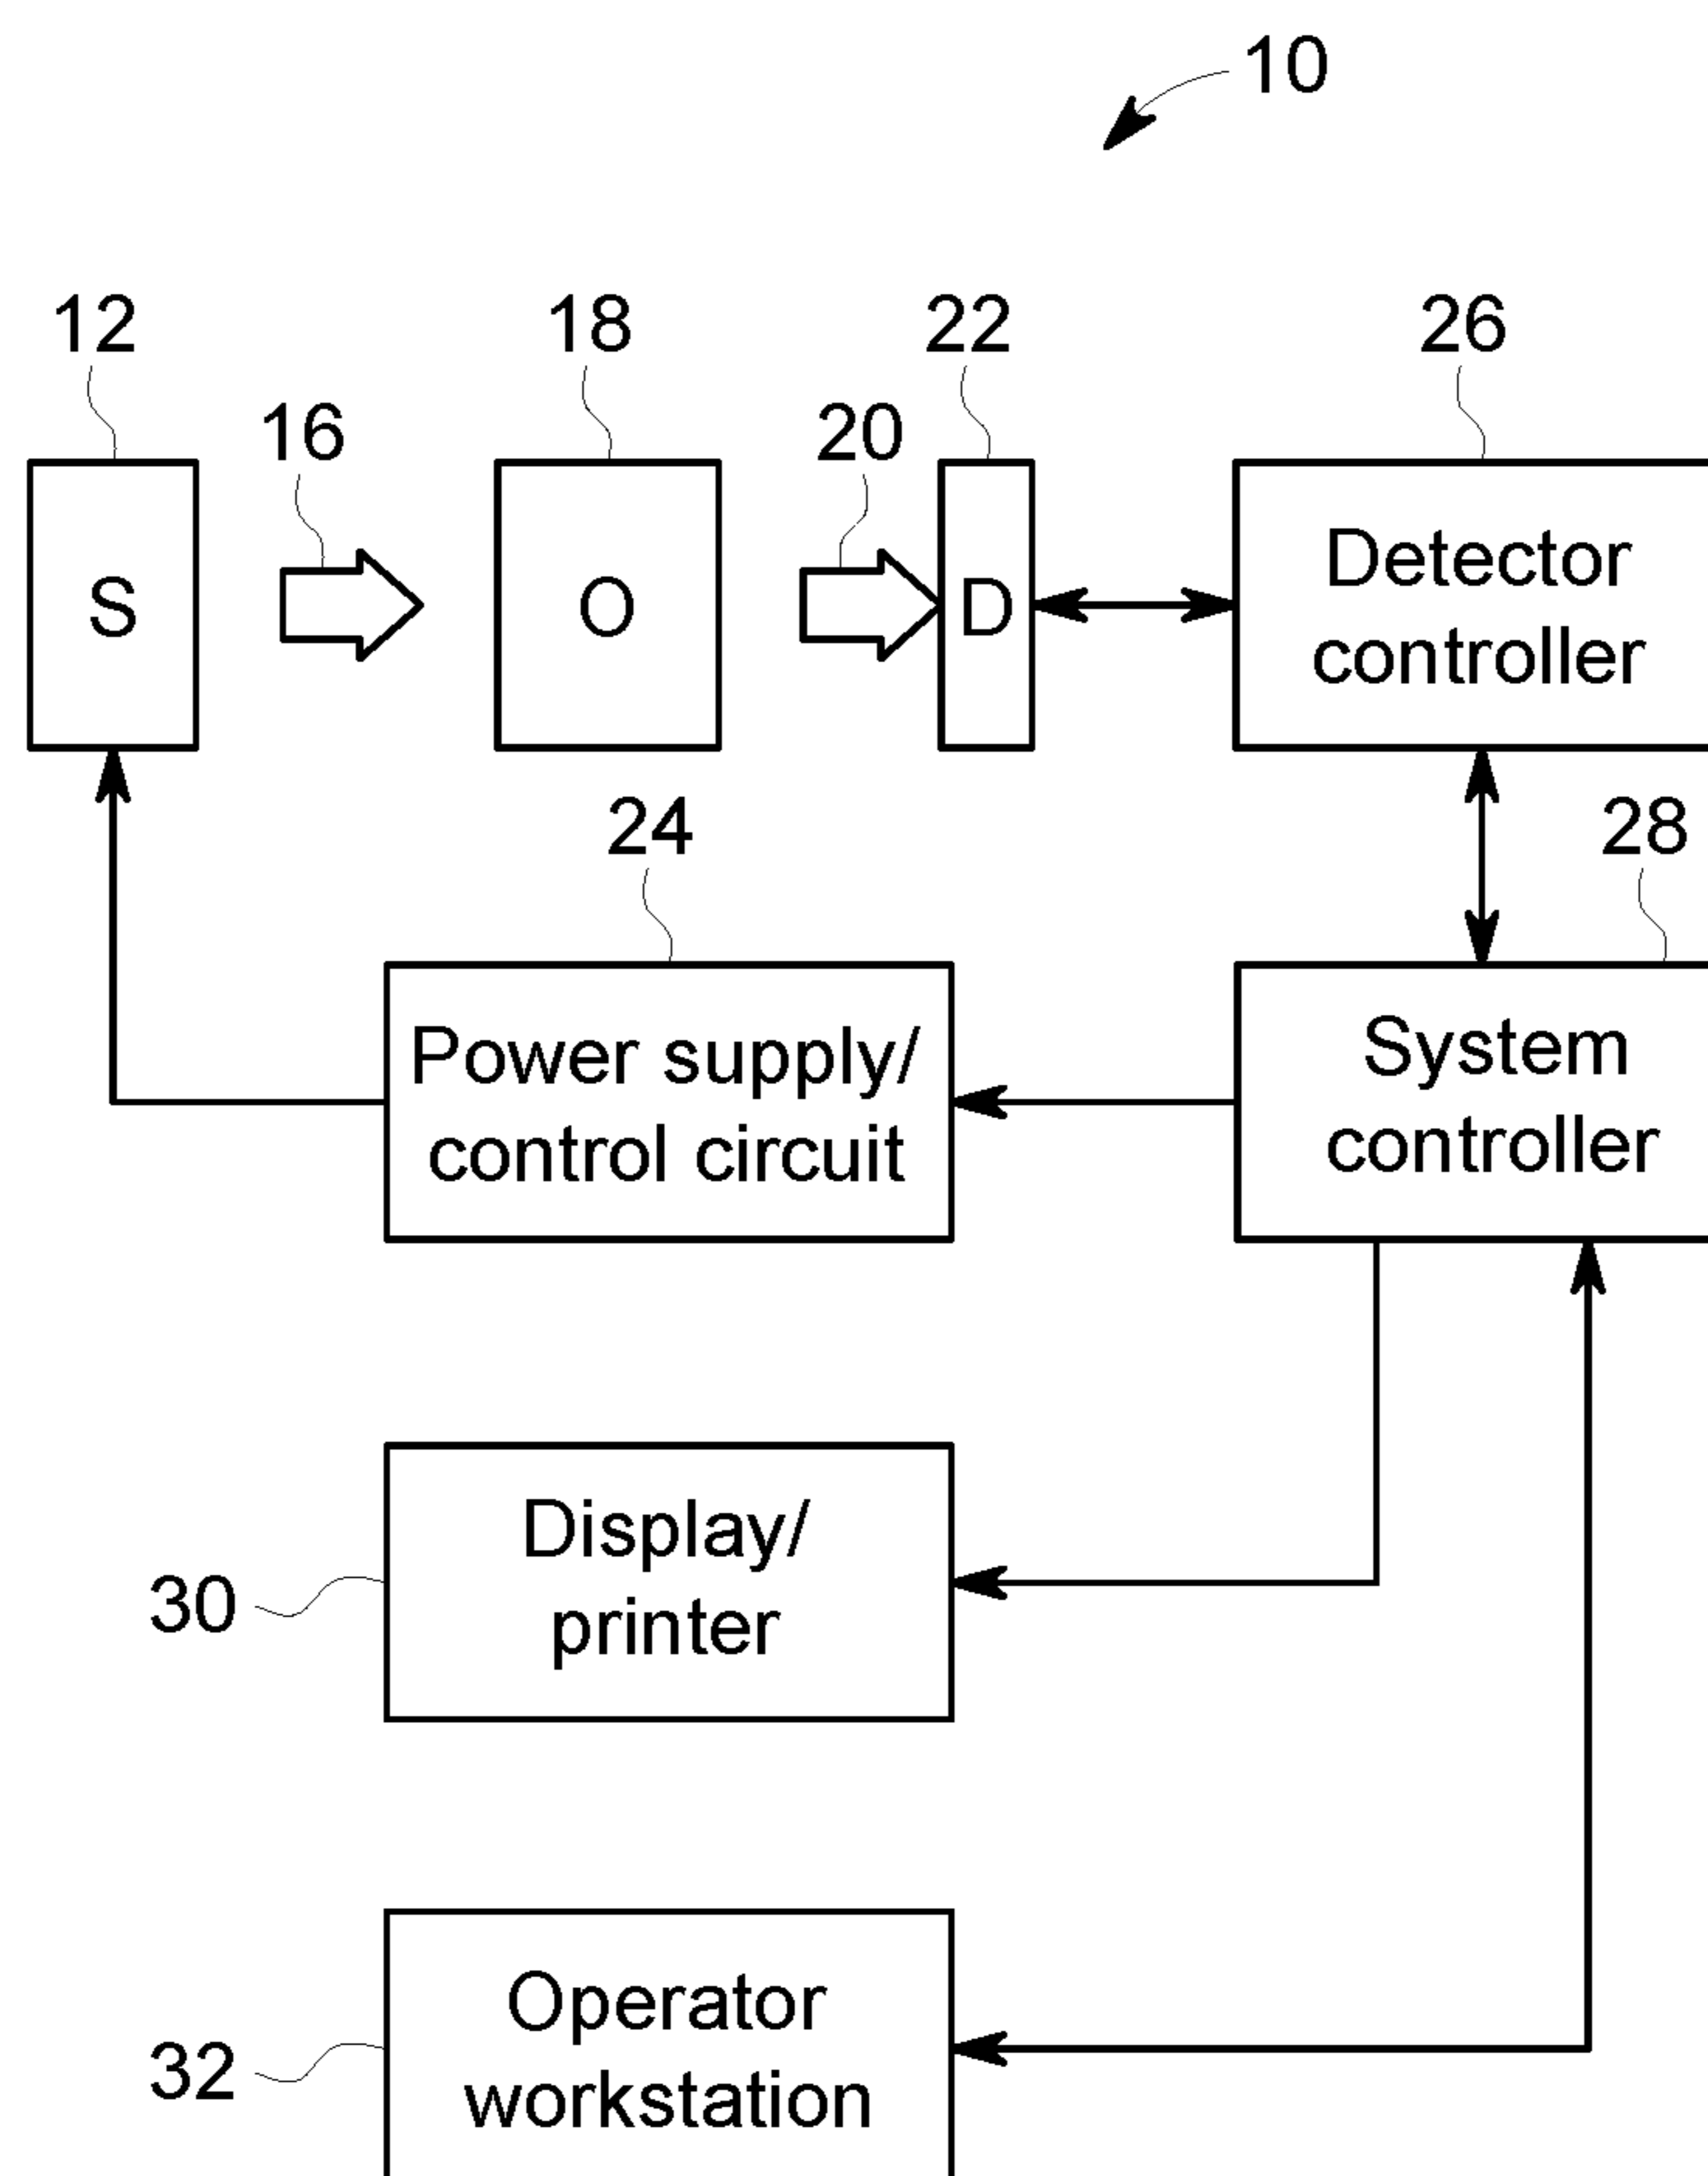 10
12
18
22
26
16
20
S
O
D
Detector
controller
24
28
Power supply/
control circuit
System
controller
Display/
printer
30
Operator
workstation
32